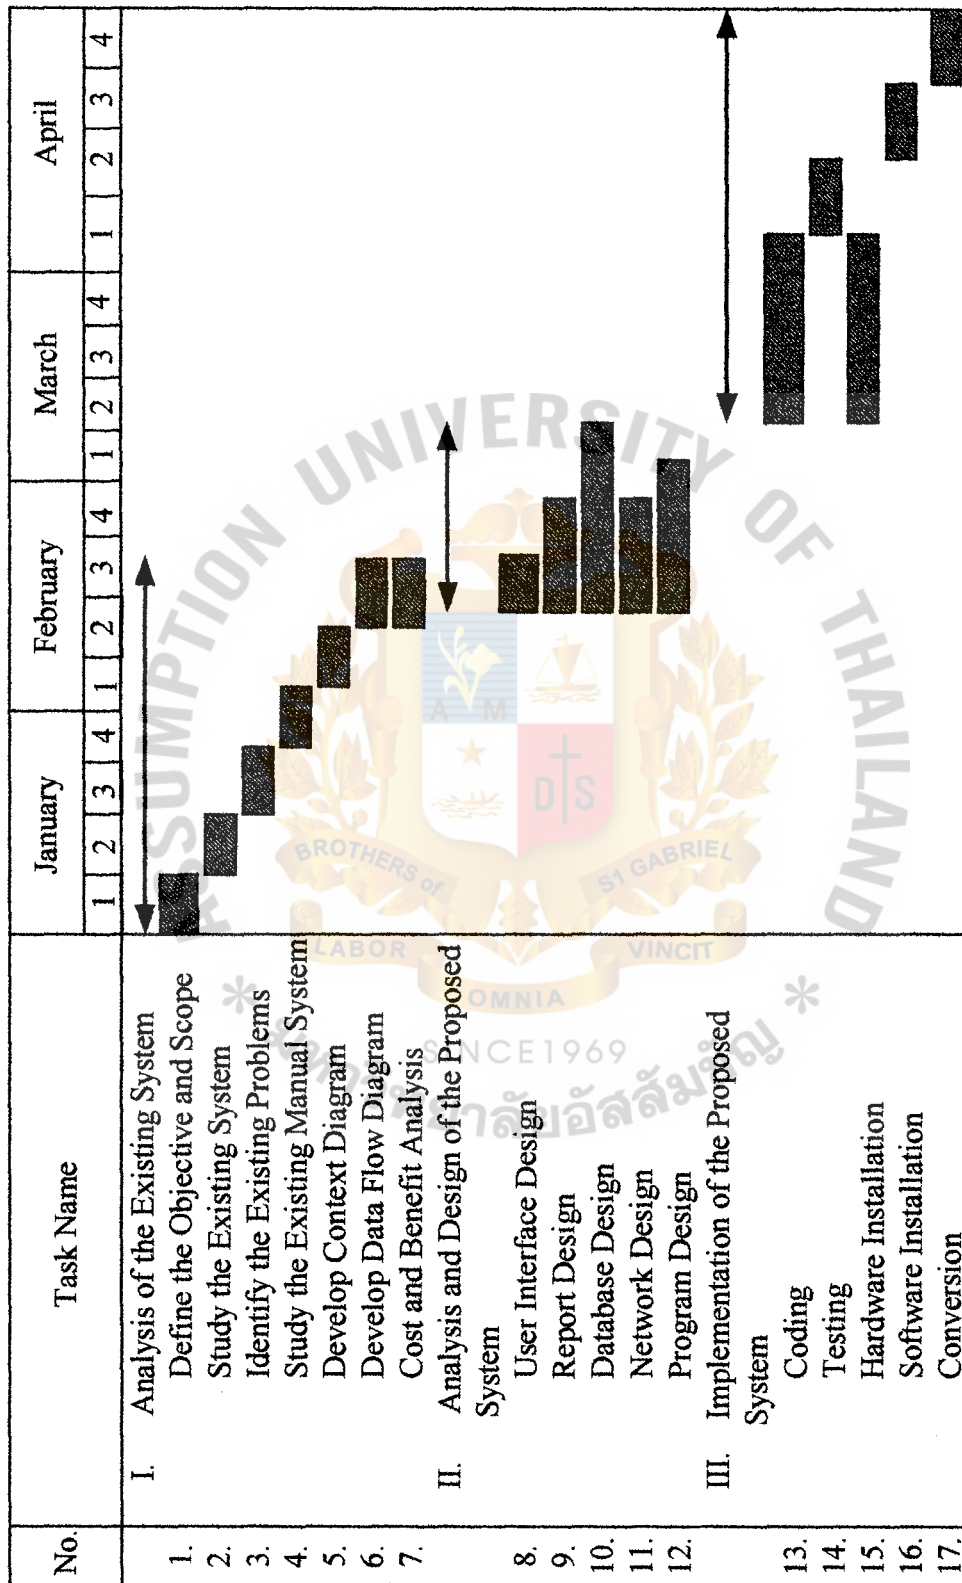 No. Task Name January February March April
1 2 3 4 1 2 3 4 1 2 3 4 1 2 3 4
I. Analysis of the Existing System
1. Define the Objective and Scope
2. Study the Existing System
3. Identify the Existing Problems
4. Study the Existing Manual System
5. Develop Context Diagram
6. Develop Data Flow Diagram
7. Cost and Benefit Analysis
II. Analysis and Design of the Proposed
System
8. User Interface Design
9. Report Design
10. Database Design
11. Network Design
12. Program Design
III. Implementation of the Proposed
System
13. Coding
14. Testing
15. Hardware Installation
16. Software Installation
17. Conversion
ASSUMPTION UNIVERSITY OF THAILAND
A M
D S
BROTHERS of ST GABRIEL
LABOR
OMNIA
VINCIT
SINCE1969